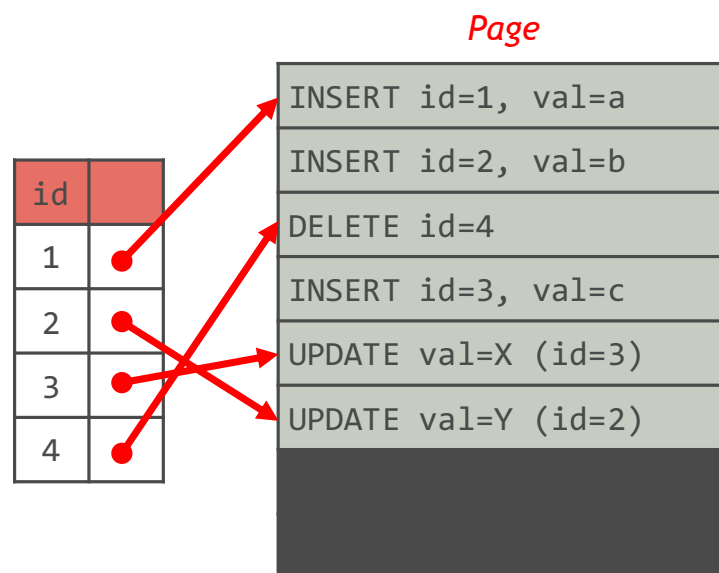 Page
INSERT id=1, val=a
INSERT id=2, val=b
DELETE id=4
INSERT id=3, val=c
UPDATE val=X (id=3)
UPDATE val=Y (id=2)
id
1
2
3
4